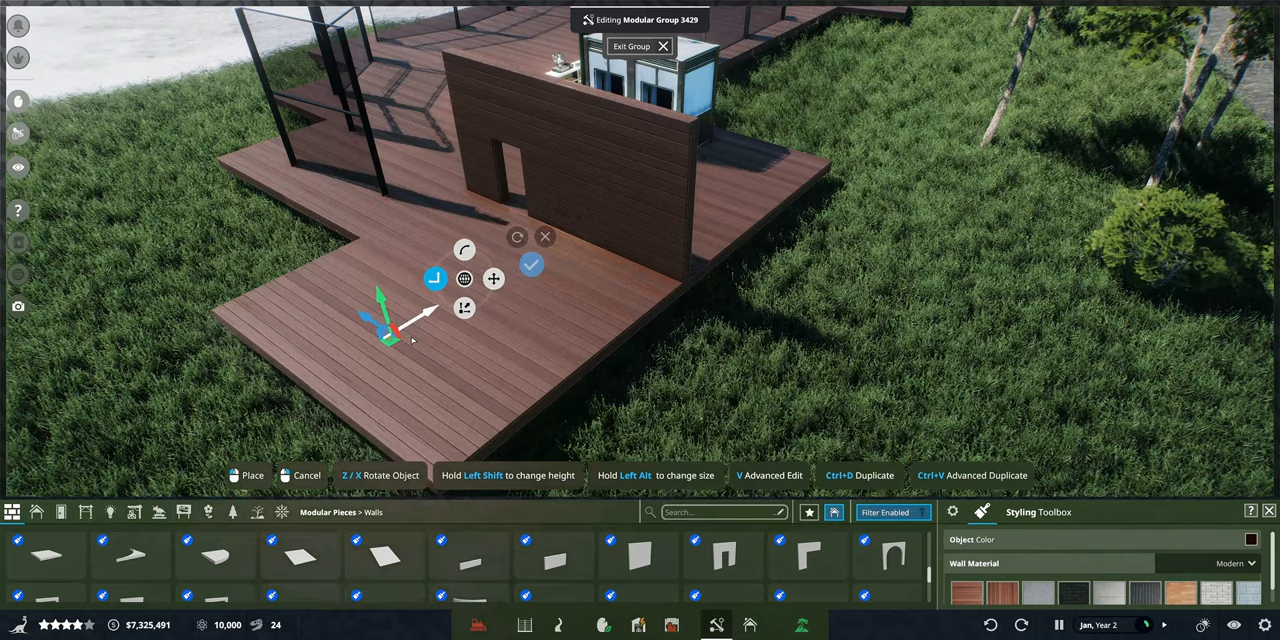 Editing Modular Group 3429
Exit Group
Place
Cancel
Z / X Rotate Object
Hold Left Shift to change height
Hold Left Alt to change size
V Advanced Edit
Ctrl+D Duplicate
Ctrl+V Advanced Duplicate
Modular Pieces > Walls
Search...
Filter Enabled
Styling Toolbox
?
Object Color
Wall Material
Modern
?
$7,325,491
10,000
24
Jan, Year 2